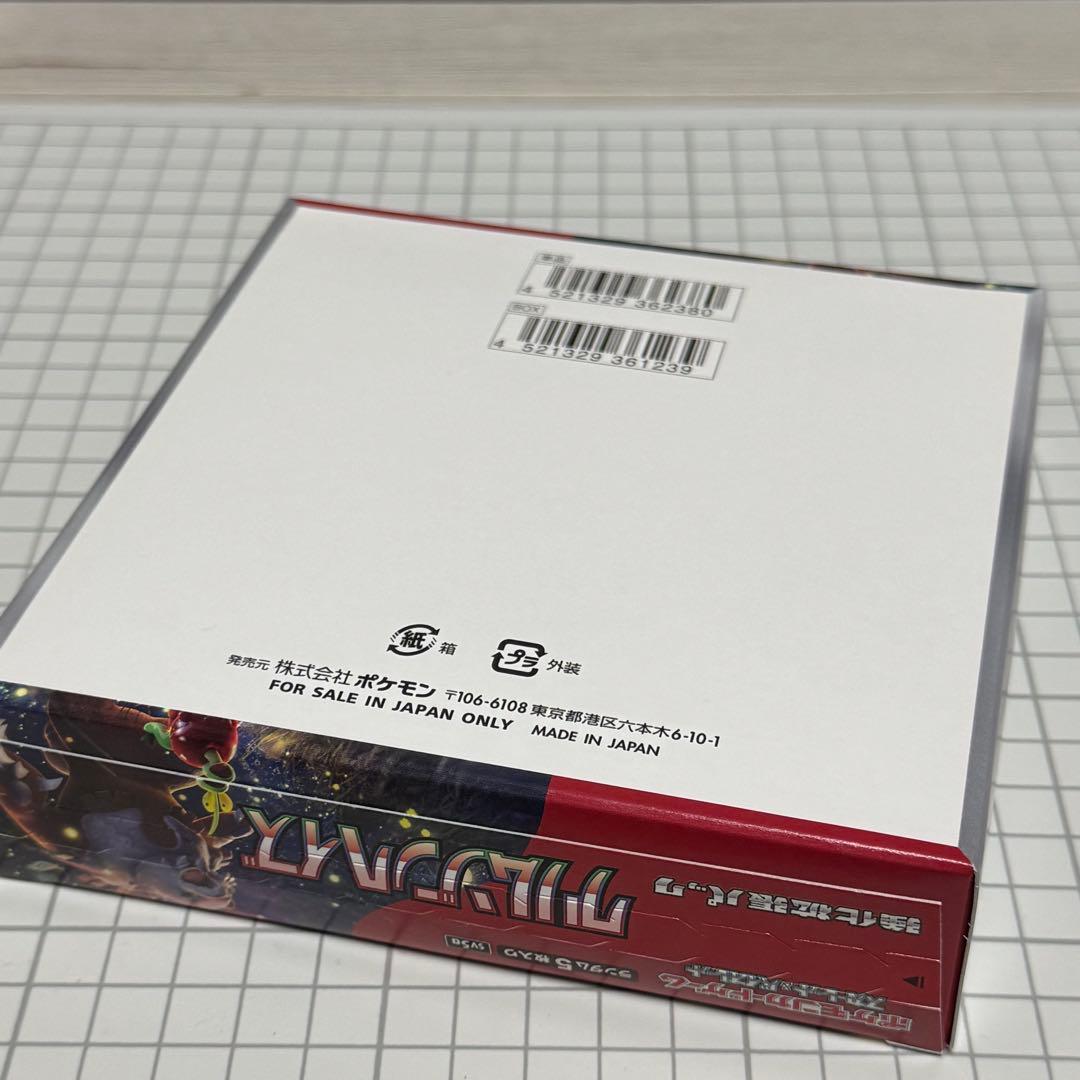 単品
4 521329 362380
BOX
4 521329 361239
紙 箱 プラ 外装
発売元 株式会社 ポケモン 〒106-6108 東京都港区六本木6-10-1
FOR SALE IN JAPAN ONLY MADE IN JAPAN
ポケモンカードゲーム
スカーレット&バイオレット
ランダム5枚入り sv5a
強化拡張パック
クリムゾンヘイズ